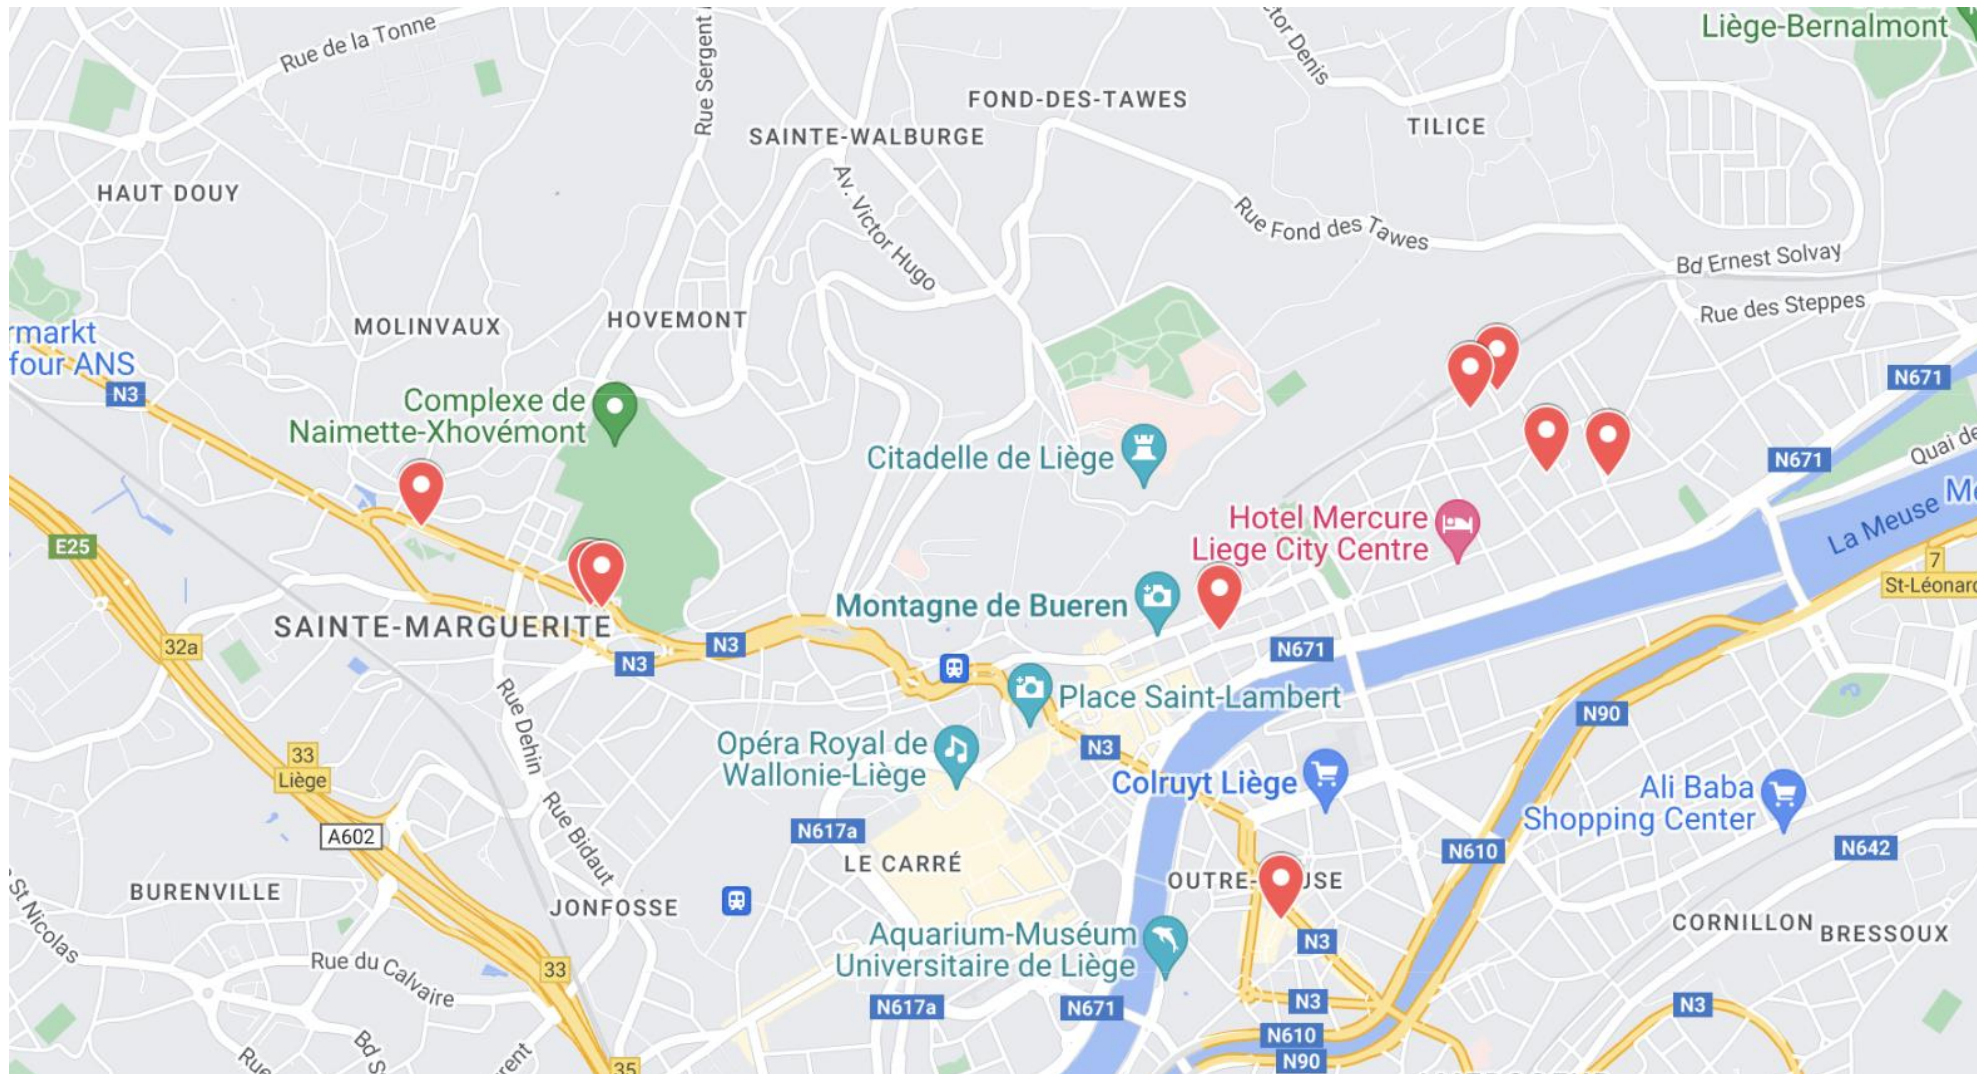 Liège-Bernalmont
Rue de la Tonne
Rue Sergent
ctor Denis
FOND-DES-TAWES
TILICE
SAINTE-WALBURGE
HAUT DOUY
Av. Victor Hugo
Rue Fond des Tawes
Bd Ernest Solvay
Rue des Steppes
MOLINVAUX
HOVEMONT
rmarkt
four ANS
N3
N671
Complexe de
Naimette-Xhovémont
Citadelle de Liège
N671
Quai de
La Meuse
Hotel Mercure
Liege City Centre
E25
7
St-Léonard
Montagne de Bueren
SAINTE-MARGUERITE
32a
N3
N3
N671
Place Saint-Lambert
Rue Dehin
N90
33
Liège
Opéra Royal de
Wallonie-Liège
N3
Colruyt Liège
Ali Baba
Shopping Center
Rue Bidaut
A602
N617a
LE CARRÉ
N610
N642
BURENVILLE
JONFOSSE
St Nicolas
CORNILLON
BRESSOUX
Aquarium-Muséum
Universitaire de Liège
N3
Rue du Calvaire
33
N617a
N671
N3
N3
N610
N90
Rue
Bd S
35